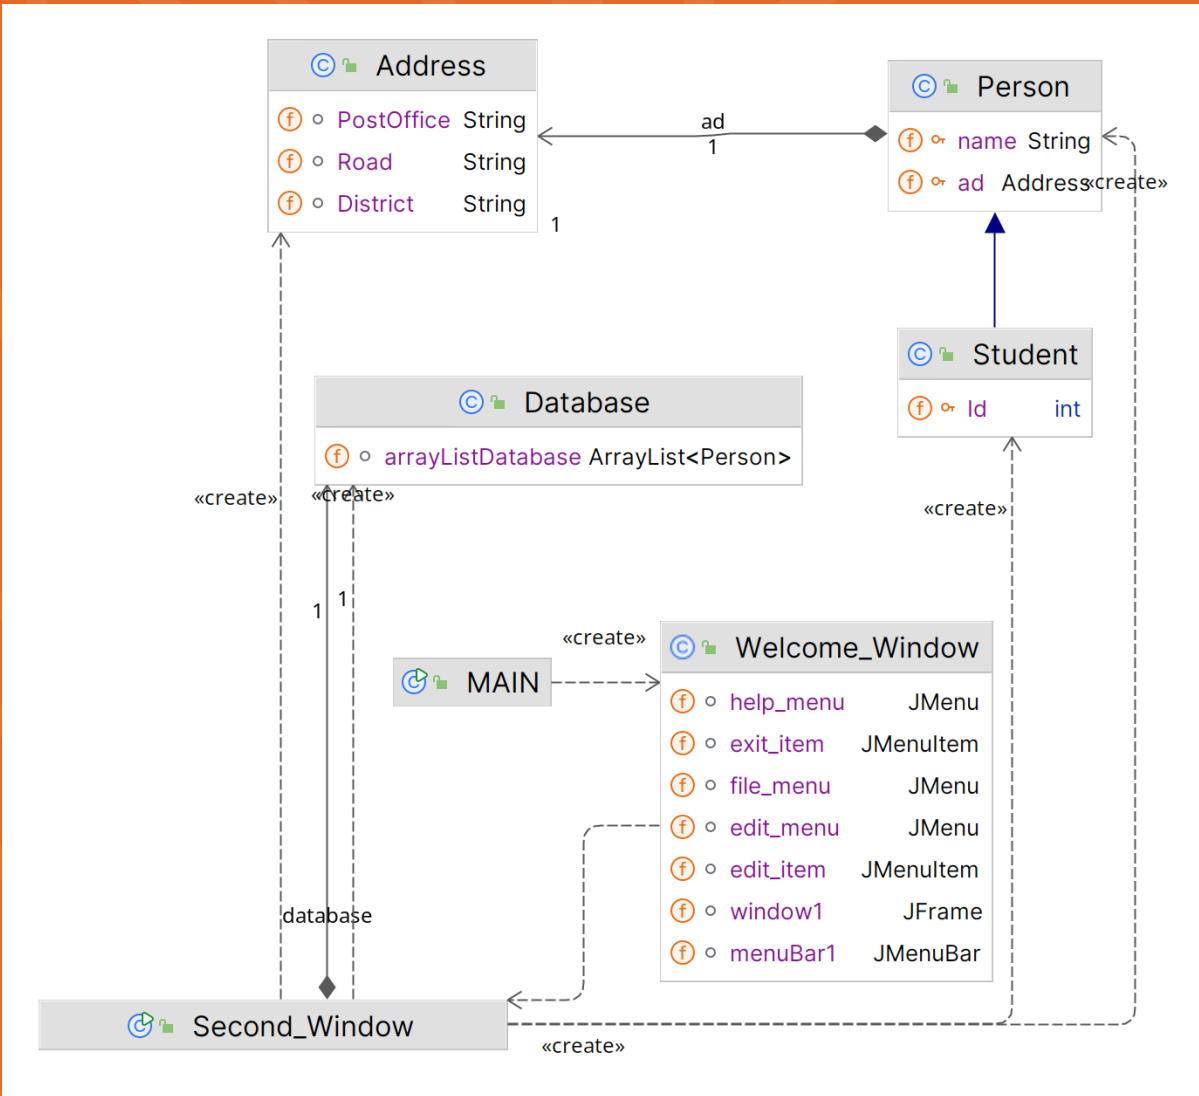 Address
PostOffice String
Road String
District String
1
ad
1
Person
name String
ad Address
«create»
Student
Id int
«create»
Database
arrayListDatabase ArrayList<Person>
«create»
«create»
1
1
MAIN
«create»
Welcome_Window
help_menu JMenu
exit_item JMenuItem
file_menu JMenu
edit_menu JMenu
edit_item JMenuItem
window1 JFrame
menuBar1 JMenuBar
database
Second_Window
«create»